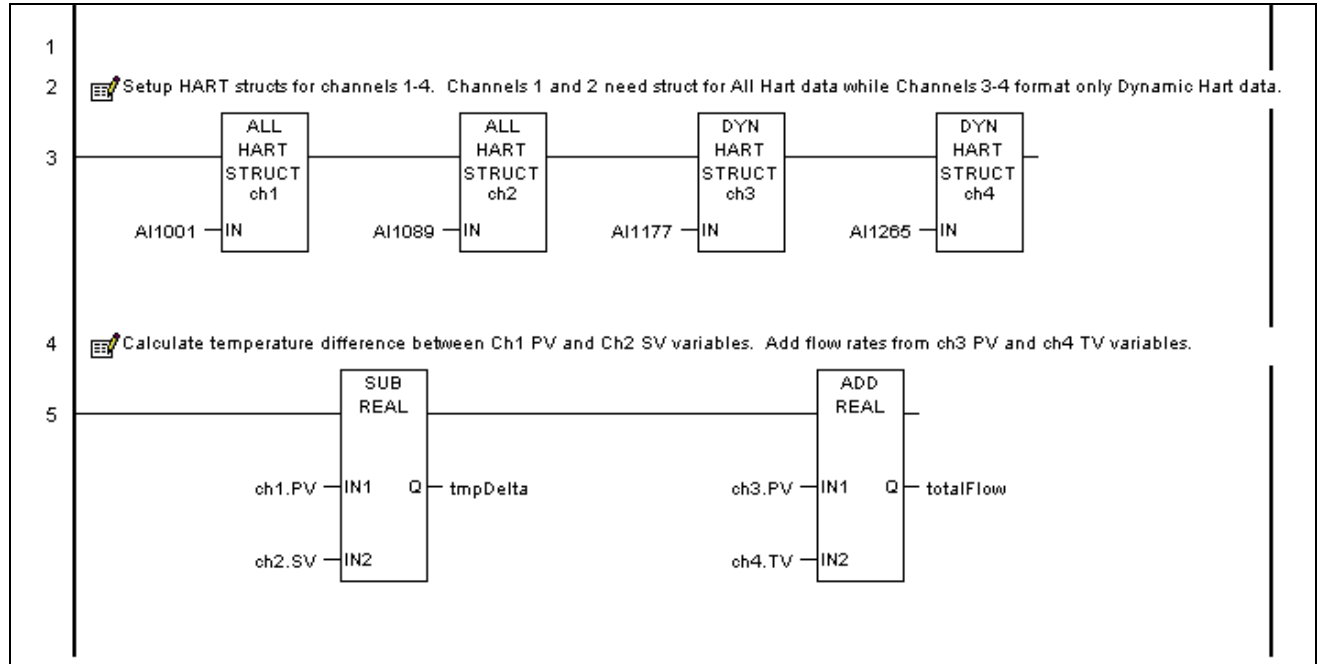 1
2 Setup HART structs for channels 1-4. Channels 1 and 2 need struct for All Hart data while Channels 3-4 format only Dynamic Hart data.
ALL ALL DYN DYN
3 HART HART HART HART
STRUCT STRUCT STRUCT STRUCT
ch1 ch2 ch3 ch4
AI1001 IN AI1089 IN AI1177 IN AI1265 IN
4 Calculate temperature difference between Ch1 PV and Ch2 SV variables. Add flow rates from ch3 PV and ch4 TV variables.
SUB ADD
5 REAL REAL
ch1.PV IN1 Q tmpDelta ch3.PV IN1 Q totalFlow
ch2.SV IN2 ch4.TV IN2